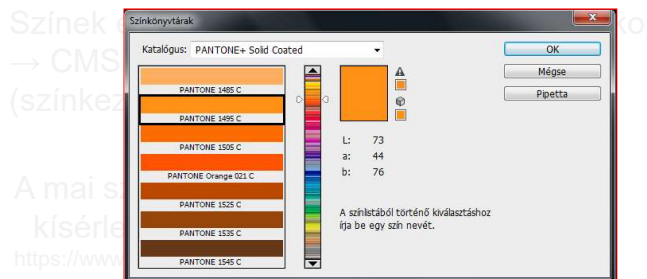 Színek
→ CMS
(színkez
A mai sz
kísérle
https://www
ko
Színkönyvtárak
Katalógus: PANTONE+ Solid Coated
PANTONE 1485 C
PANTONE 1495 C
PANTONE 1505 C
PANTONE Orange 021 C
PANTONE 1525 C
PANTONE 1535 C
PANTONE 1545 C
L: 73
a: 44
b: 76
A színlistából történő kiválasztáshoz
írja be egy szín nevét.
OK
Mégse
Pipetta